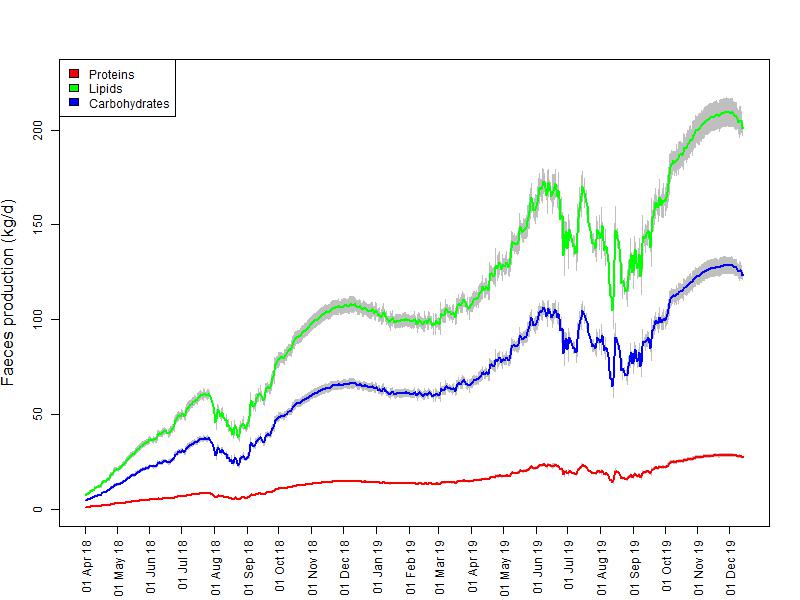 Proteins
Lipids
Carbohydrates
Faeces production (kg/d)
200
150
100
50
0
01 Apr 18
01 May 18
01 Jun 18
01 Jul 18
01 Aug 18
01 Sep 18
01 Oct 18
01 Nov 18
01 Dec 18
01 Jan 19
01 Feb 19
01 Mar 19
01 Apr 19
01 May 19
01 Jun 19
01 Jul 19
01 Aug 19
01 Sep 19
01 Oct 19
01 Nov 19
01 Dec 19